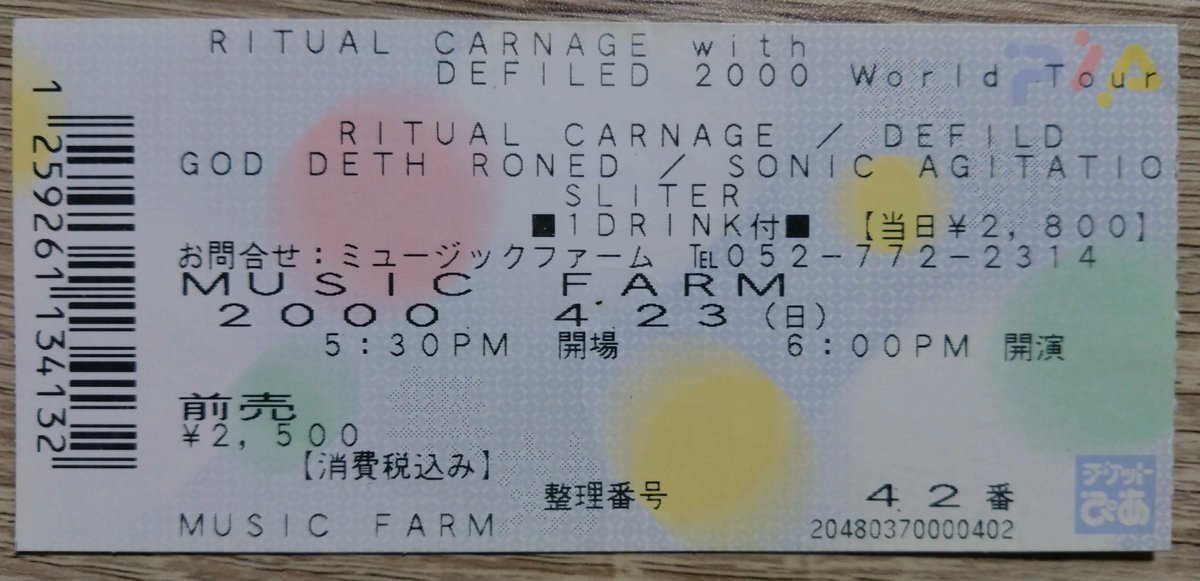 RITUAL CARNAGE with
DEFILED 2000 World Tour
PIA
RITUAL CARNAGE / DEFILD
GOD DETH RONED / SONIC AGITATIO
SLITER
■1DRINK付■ 【当日¥2,800】
お問合せ:ミュージックファーム ℡052-772-2314
MUSIC FARM
2000 4.23(日)
5:30PM 開場 6:00PM 開演
前売
¥2,500
【消費税込み】
整理番号 42番
MUSIC FARM
20480370000402
チケット
ぴあ
1259261134132